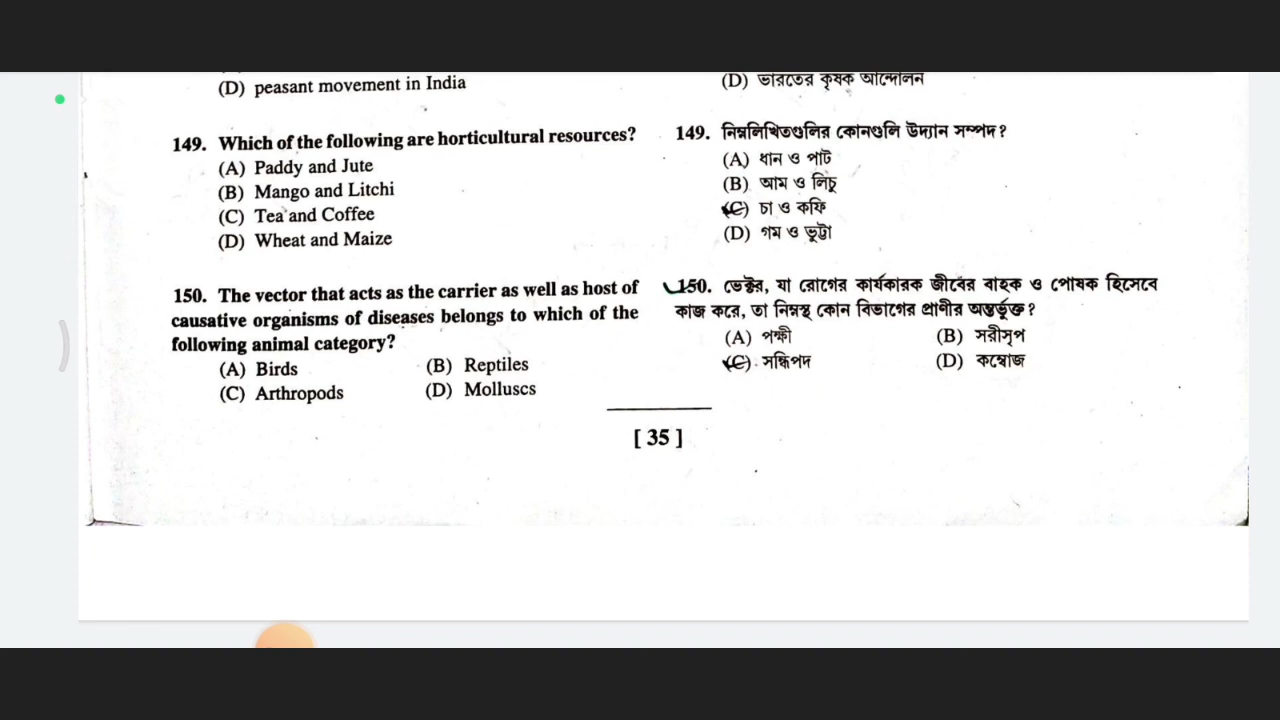 (D) peasant movement in India
149. Which of the following are horticultural resources?
(A) Paddy and Jute
(B) Mango and Litchi
(C) Tea and Coffee
(D) Wheat and Maize
150. The vector that acts as the carrier as well as host of
causative organisms of diseases belongs to which of the
following animal category?
(A) Birds (B) Reptiles
(C) Arthropods (D) Molluscs
(D) ভারতের কৃষক আন্দোলন
149. নিম্নলিখিতগুলির কোনগুলি উদ্যান সম্পদ?
(A) ধান ও পাট
(B) আম ও লিচু
(C) চা ও কফি
(D) গম ও ভুট্টা
150. ভেক্টর, যা রোগের কার্যকারক জীবের বাহক ও পোষক হিসেবে
কাজ করে, তা নিম্নস্থ কোন বিভাগের প্রাণীর অন্তর্ভূক্ত?
(A) পক্ষী (B) সরীসৃপ
(C) সন্ধিপদ (D) কম্বোজ
[ 35 ]